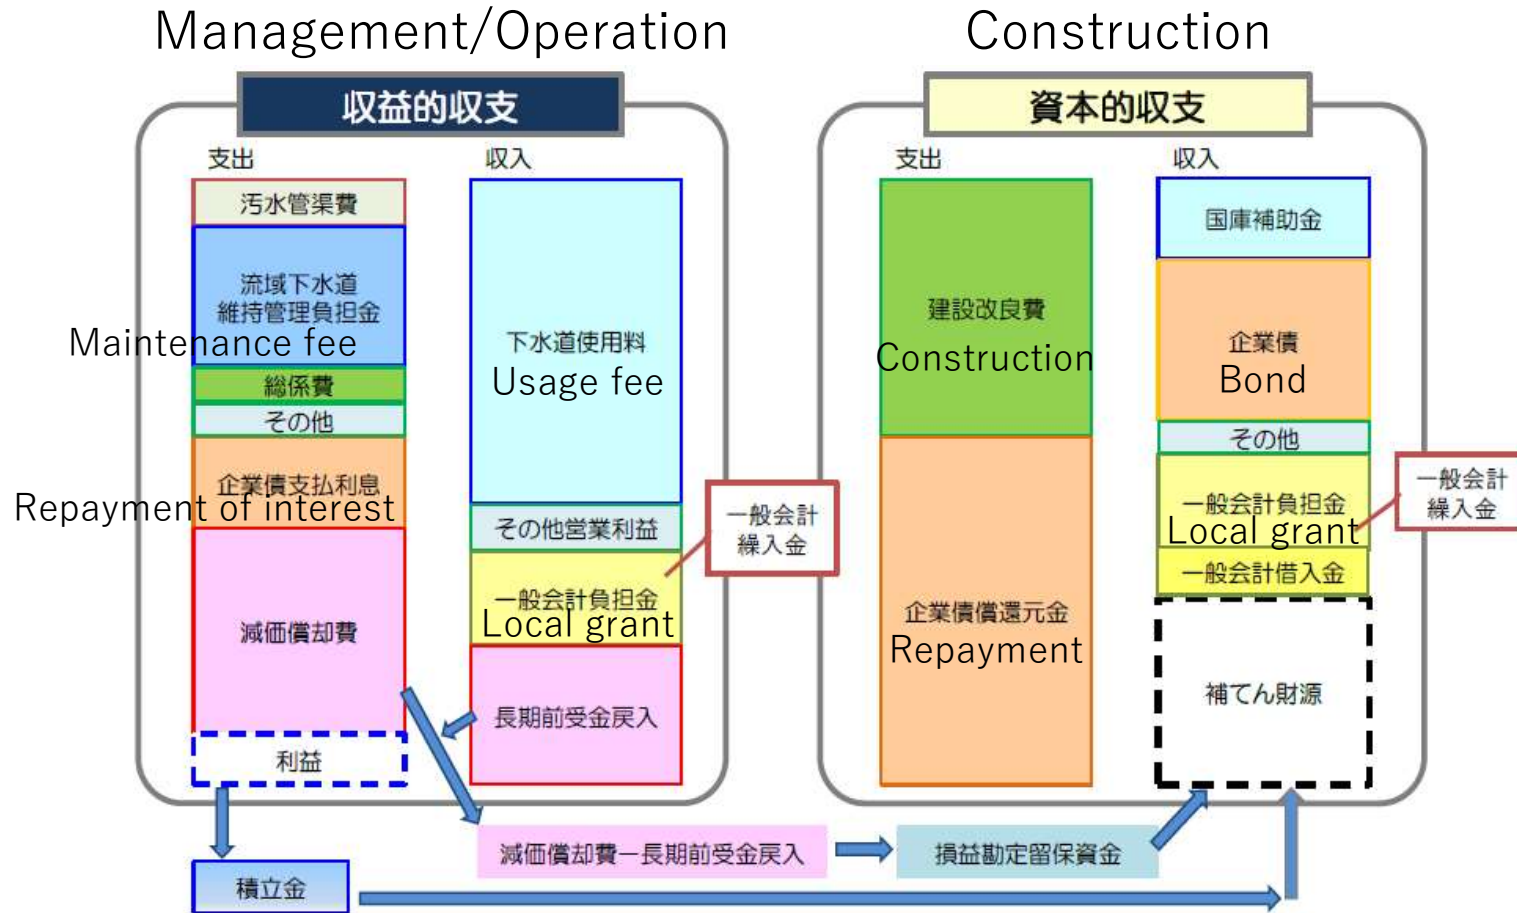 Management/Operation
Construction
収益的収支
資本的収支
支出
収入
汚水管渠費
流域下水道
維持管理負担金
Maintenance fee
総係費
その他
企業債支払利息
Repayment of interest
減価償却費
利益
下水道使用料
Usage fee
その他営業利益
一般会計負担金
Local grant
長期前受金戻入
一般会計
繰入金
支出
収入
建設改良費
Construction
企業債償還元金
Repayment
国庫補助金
企業債
Bond
その他
一般会計負担金
Local grant
一般会計借入金
補てん財源
一般会計
繰入金
減価償却費ー長期前受金戻入
損益勘定留保資金
積立金